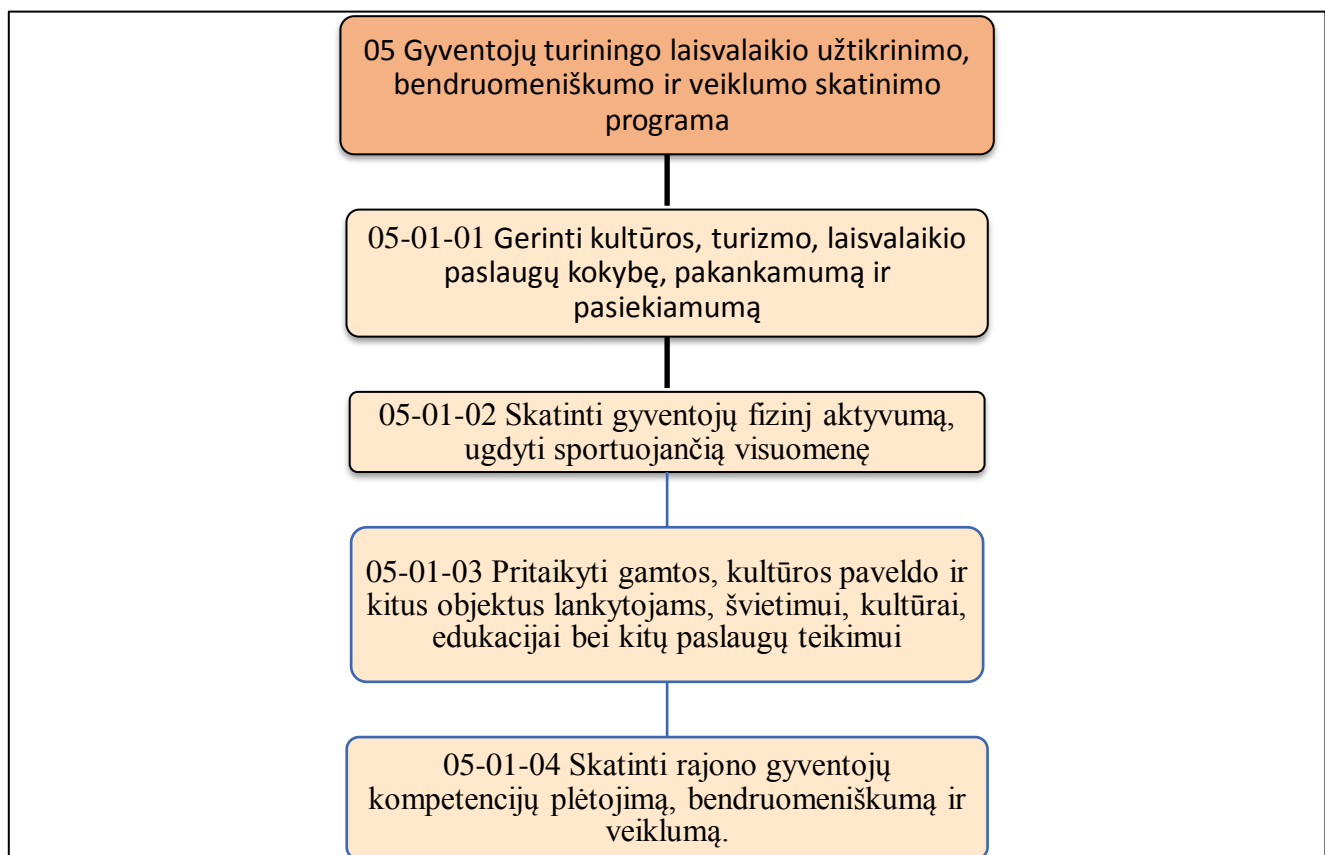 05 Gyventojų turiningo laisvalaikio užtikrinimo,
bendruomeniškumo ir veiklumo skatinimo
programa
05-01-01 Gerinti kultūros, turizmo, laisvalaikio
paslaugų kokybę, pakankamumą ir
pasiekiamumą
05-01-02 Skatinti gyventojų fizinį aktyvumą,
ugdyti sportuojančią visuomenę
05-01-03 Pritaikyti gamtos, kultūros paveldo ir
kitus objektus lankytojams, švietimui, kultūrai,
edukacijai bei kitų paslaugų teikimui
05-01-04 Skatinti rajono gyventojų
kompetencijų plėtojimą, bendruomeniškumą ir
veiklumą.